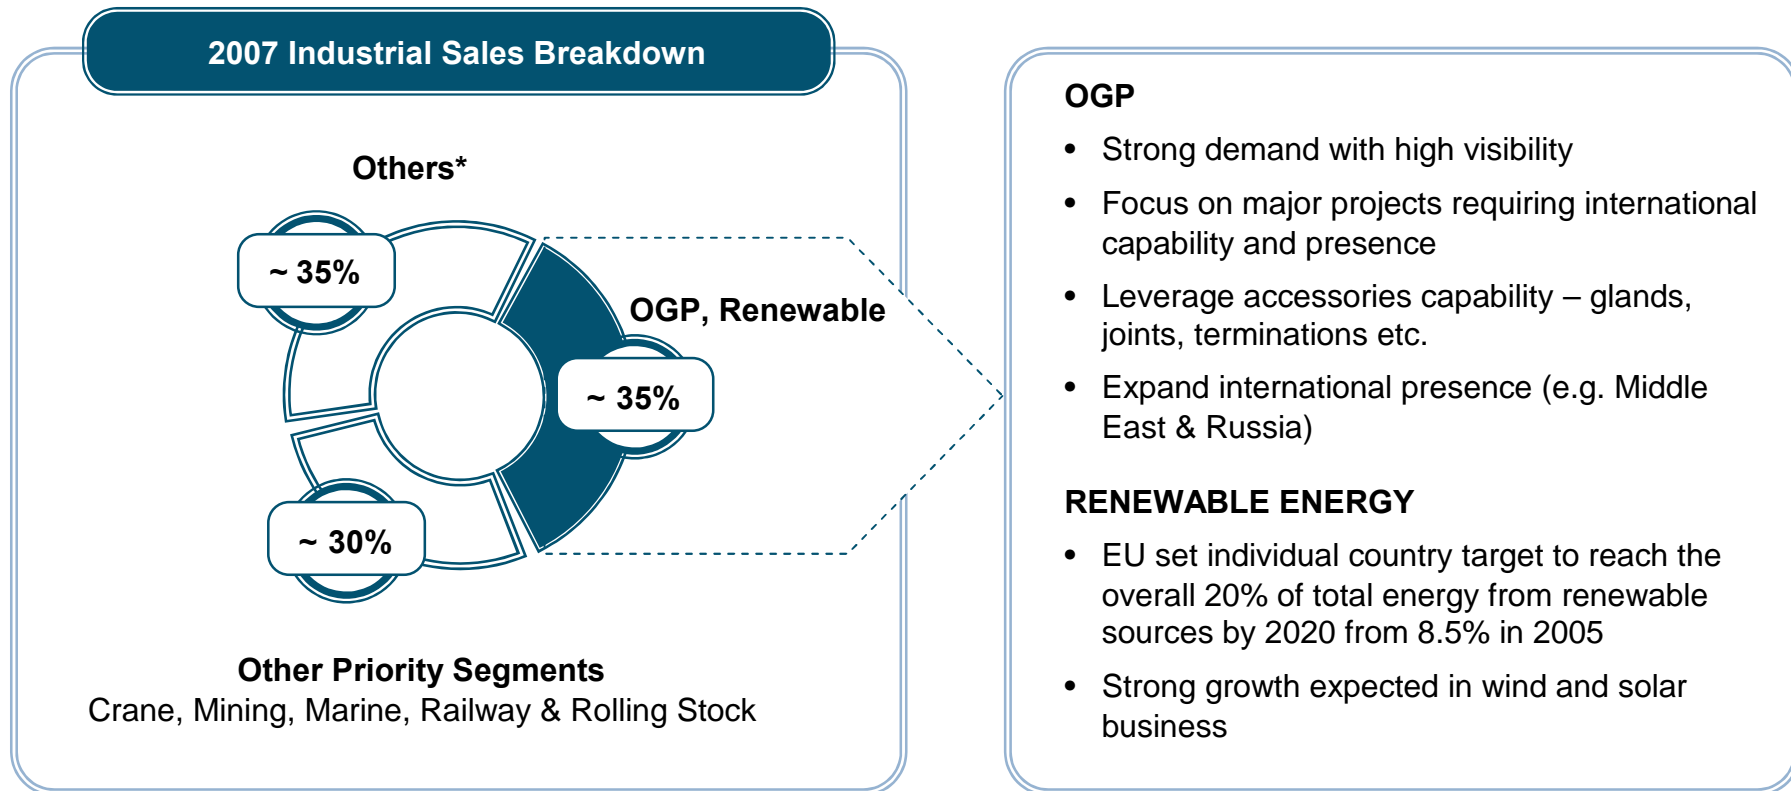 2007 Industrial Sales Breakdown
Others*
~ 35%
OGP, Renewable
~ 35%
~ 30%
Other Priority Segments
Crane, Mining, Marine, Railway & Rolling Stock
OGP
• Strong demand with high visibility
• Focus on major projects requiring international
capability and presence
• Leverage accessories capability – glands,
joints, terminations etc.
• Expand international presence (e.g. Middle
East & Russia)
RENEWABLE ENERGY
• EU set individual country target to reach the
overall 20% of total energy from renewable
sources by 2020 from 8.5% in 2005
• Strong growth expected in wind and solar
business